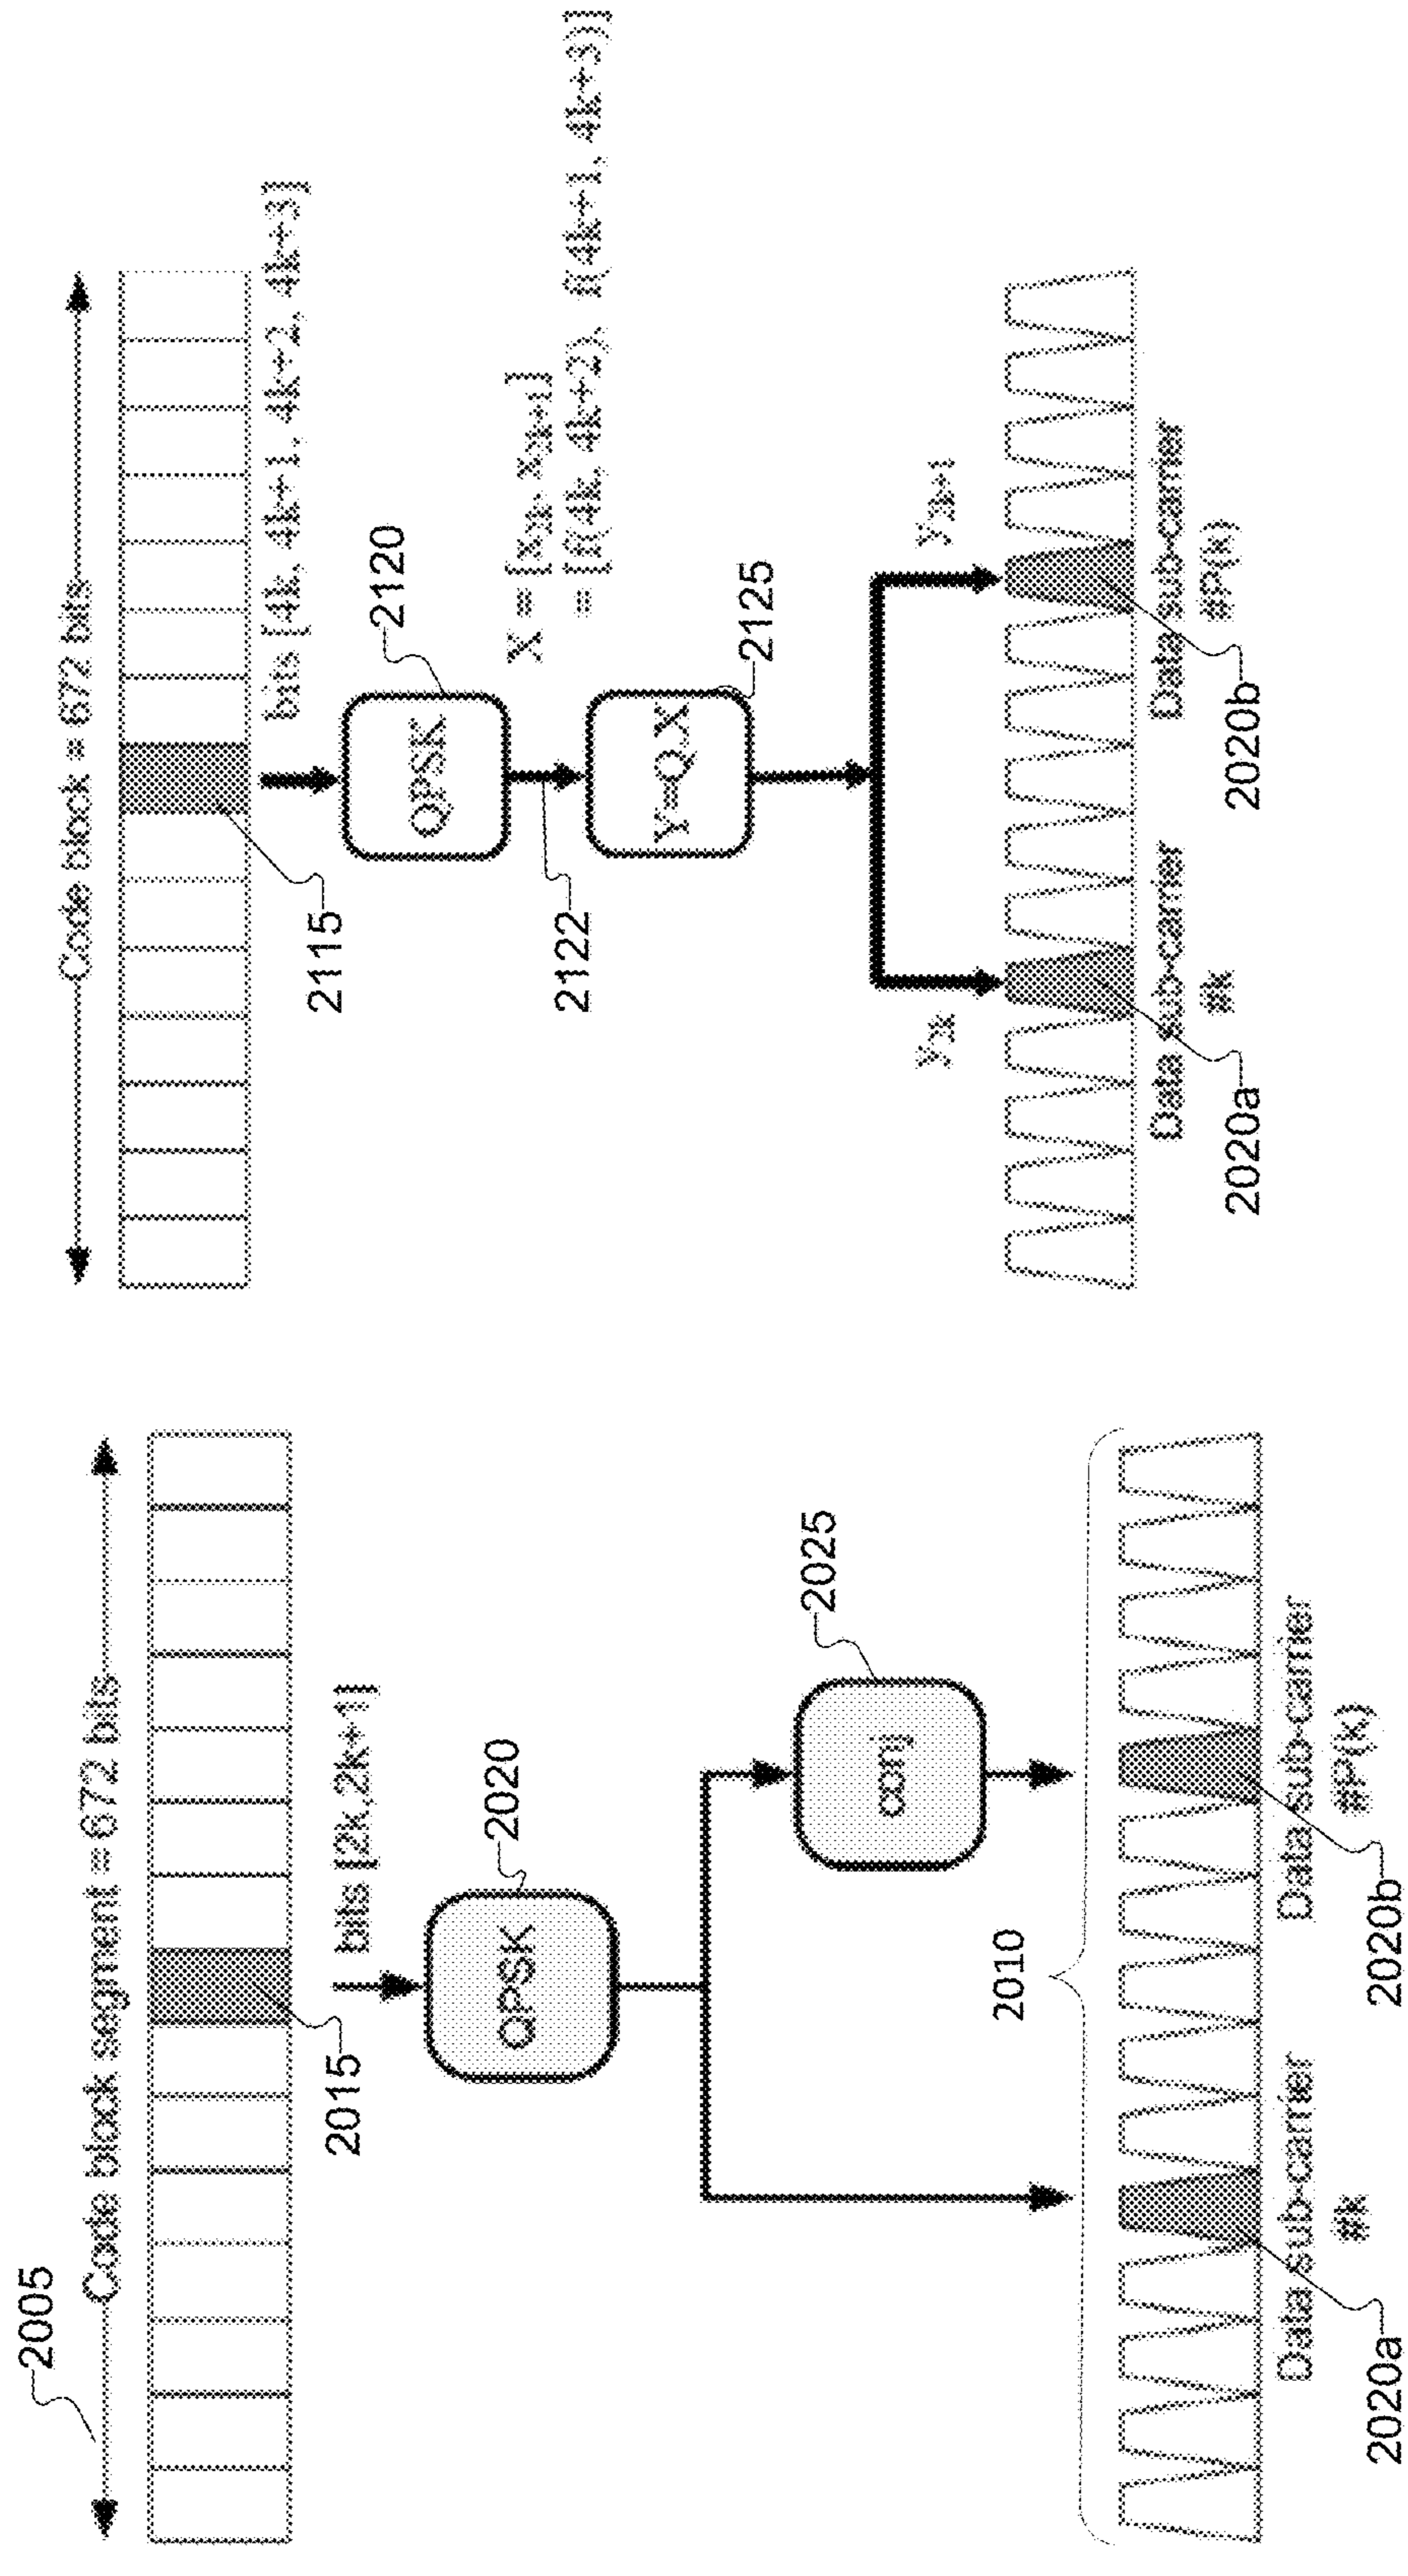 2005
Code block segment = 672 bits
2015
bits [2k,2k+1]
QPSK
2020
conj
2025
2010
Data sub-carrier
#k
Data sub-carrier
#P(k)
2020a
2020b
Code block = 672 bits
2115
bits [4k, 4k+1, 4k+2, 4k+3]
QPSK
2120
2122
X = [x2k, x2k+1]
= [f(4k, 4k+2), f(4k+1, 4k+3)]
Y=Q.X
2125
y2k
y2k+1
Data sub-carrier
#k
Data sub-carrier
#P(k)
2020a
2020b